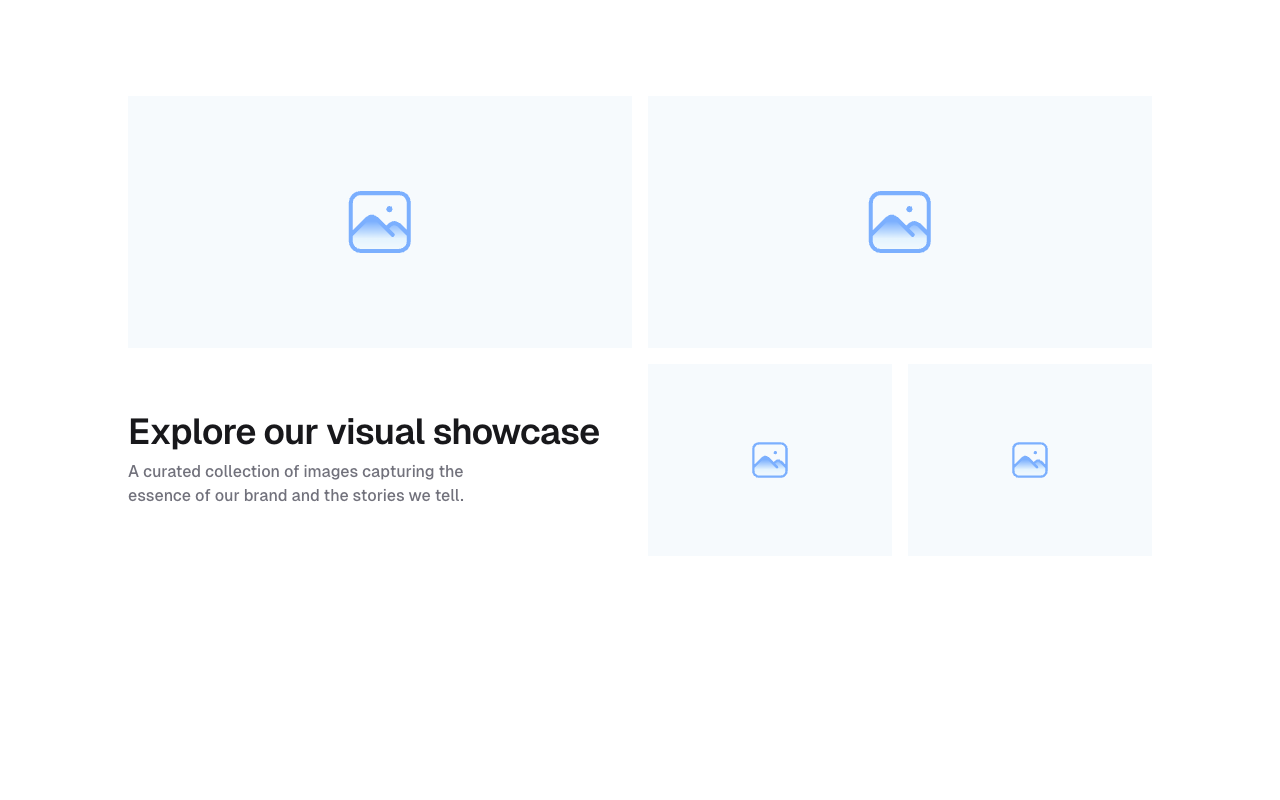 Explore our visual showcase
A curated collection of images capturing the
essence of our brand and the stories we tell.